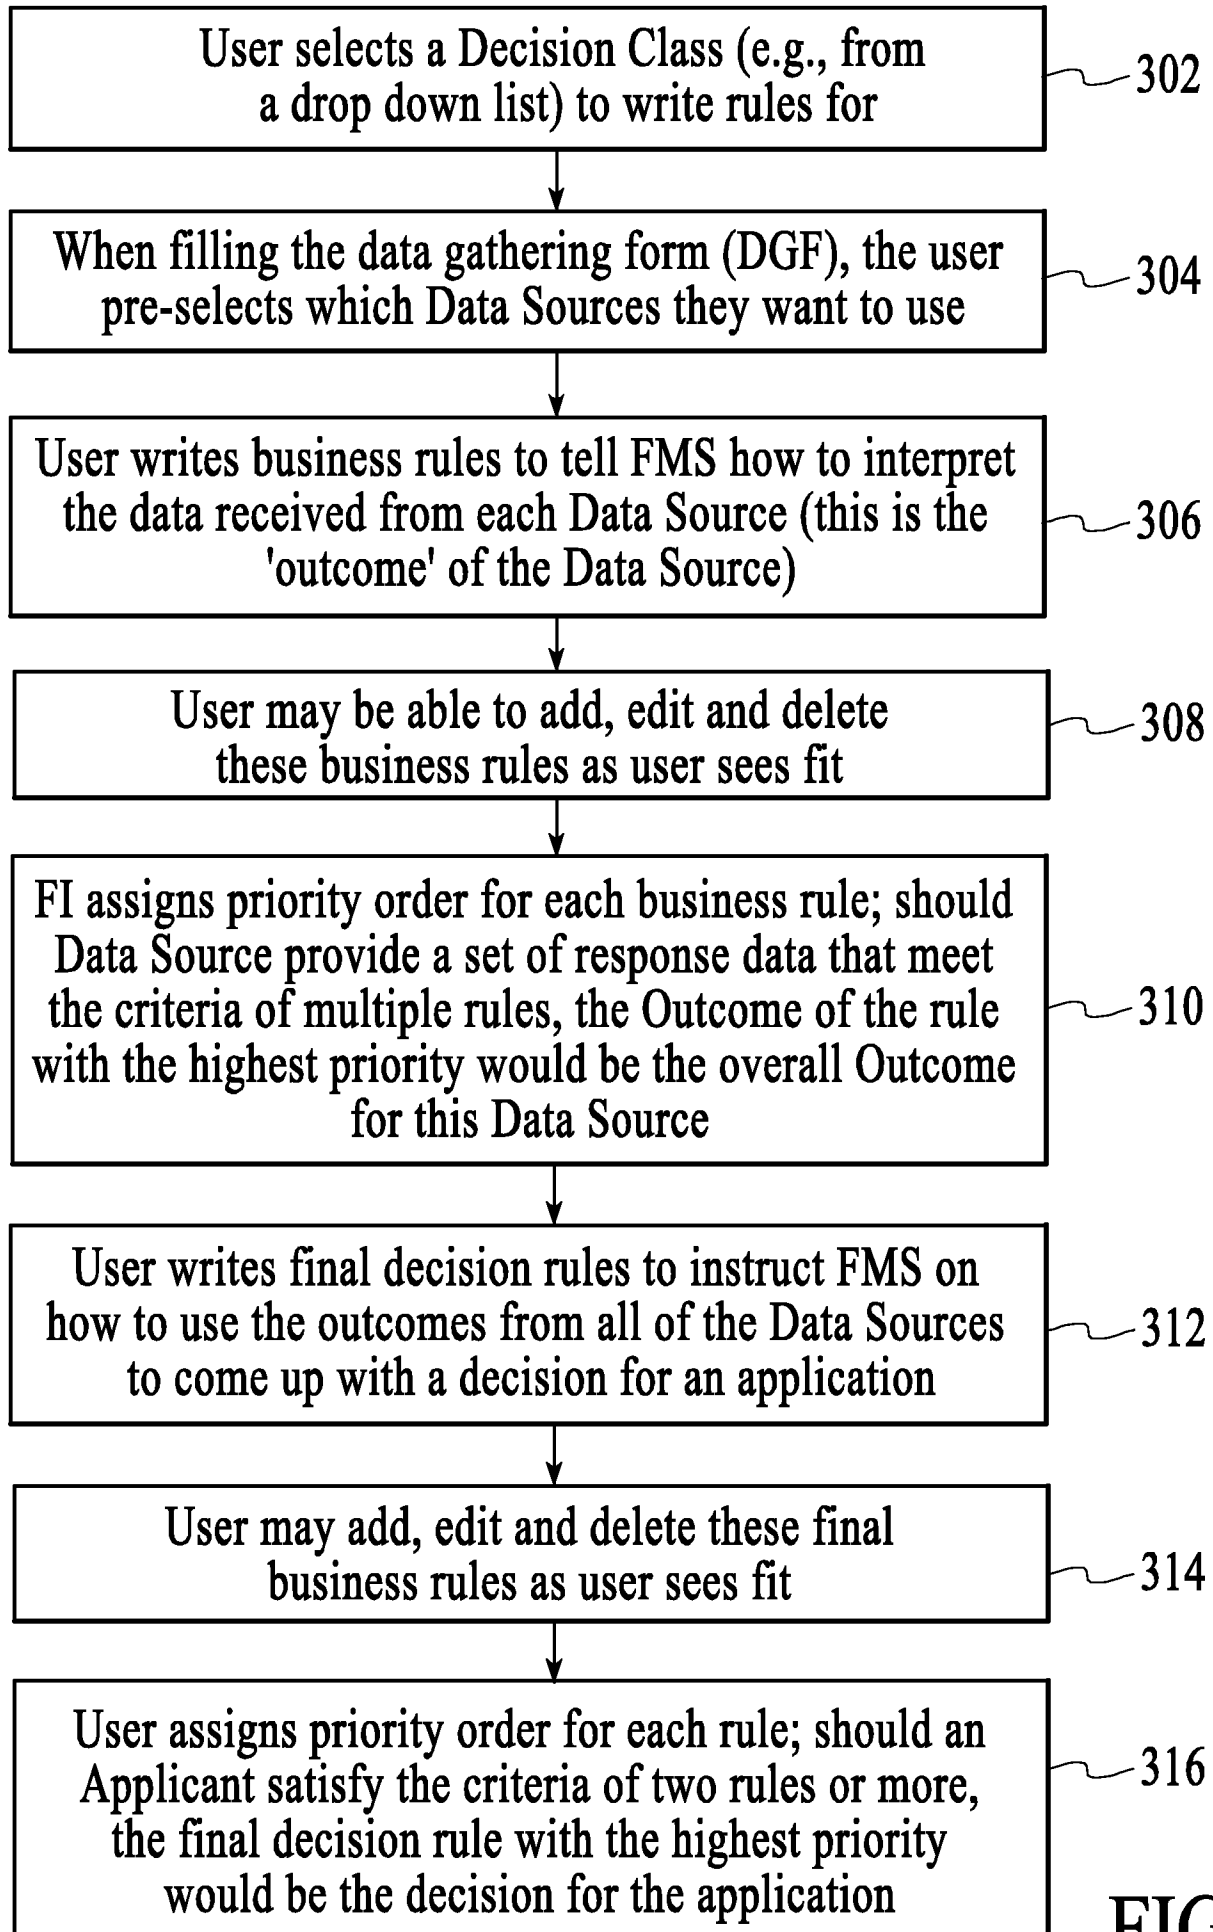 User selects a Decision Class (e.g., from
a drop down list) to write rules for
302
When filling the data gathering form (DGF), the user
pre-selects which Data Sources they want to use
304
User writes business rules to tell FMS how to interpret
the data received from each Data Source (this is the
'outcome' of the Data Source)
306
User may be able to add, edit and delete
these business rules as user sees fit
308
FI assigns priority order for each business rule; should
Data Source provide a set of response data that meet
the criteria of multiple rules, the Outcome of the rule
with the highest priority would be the overall Outcome
for this Data Source
310
User writes final decision rules to instruct FMS on
how to use the outcomes from all of the Data Sources
to come up with a decision for an application
312
User may add, edit and delete these final
business rules as user sees fit
314
User assigns priority order for each rule; should an
Applicant satisfy the criteria of two rules or more,
the final decision rule with the highest priority
would be the decision for the application
316
FIG